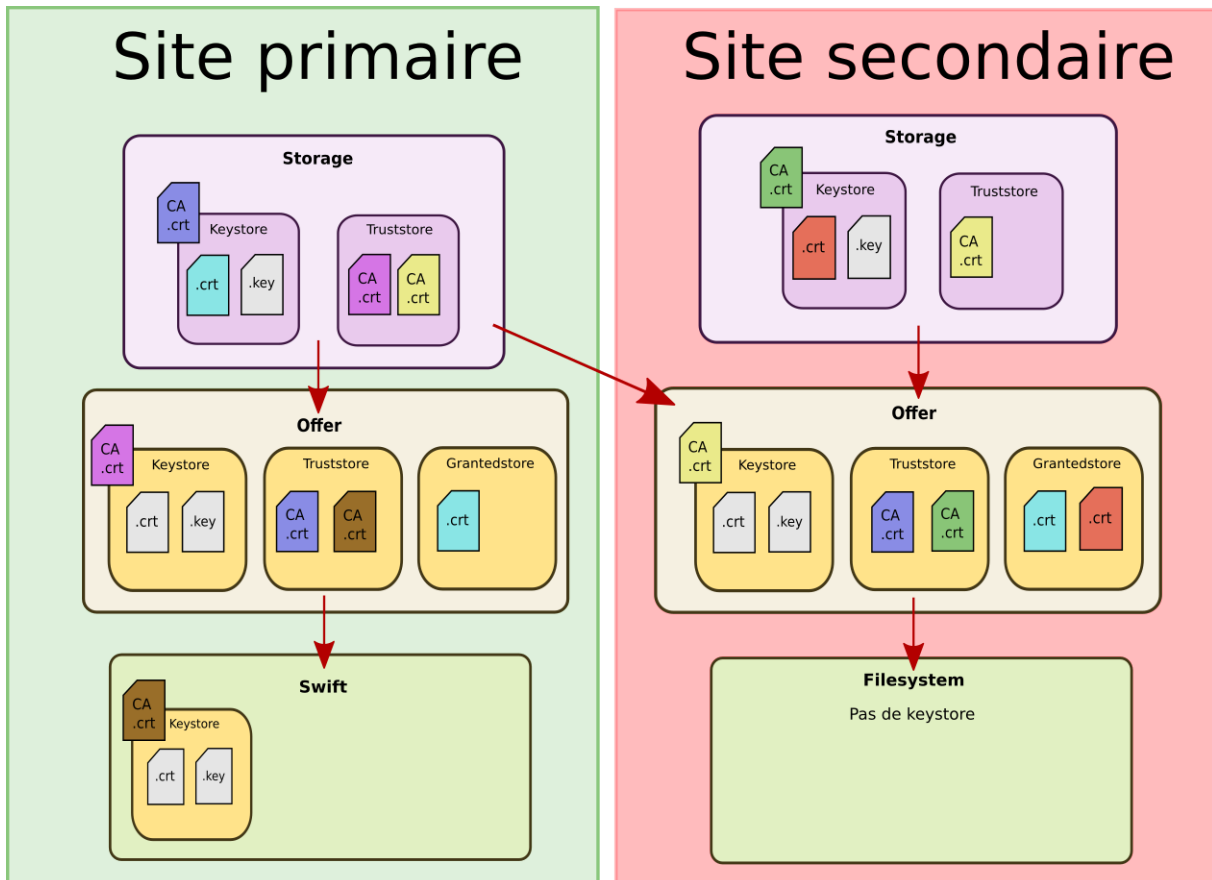 Site primaire
Storage
CA
.crt
Keystore
.crt
.key
Truststore
CA
.crt
CA
.crt
Offer
CA
.crt
Keystore
.crt
.key
Truststore
CA
.crt
CA
.crt
Grantedstore
.crt
Swift
CA
.crt
Keystore
.crt
.key
Site secondaire
Storage
CA
.crt
Keystore
.crt
.key
Truststore
CA
.crt
Offer
CA
.crt
Keystore
.crt
.key
Truststore
CA
.crt
CA
.crt
Grantedstore
.crt
.crt
Filesystem
Pas de keystore